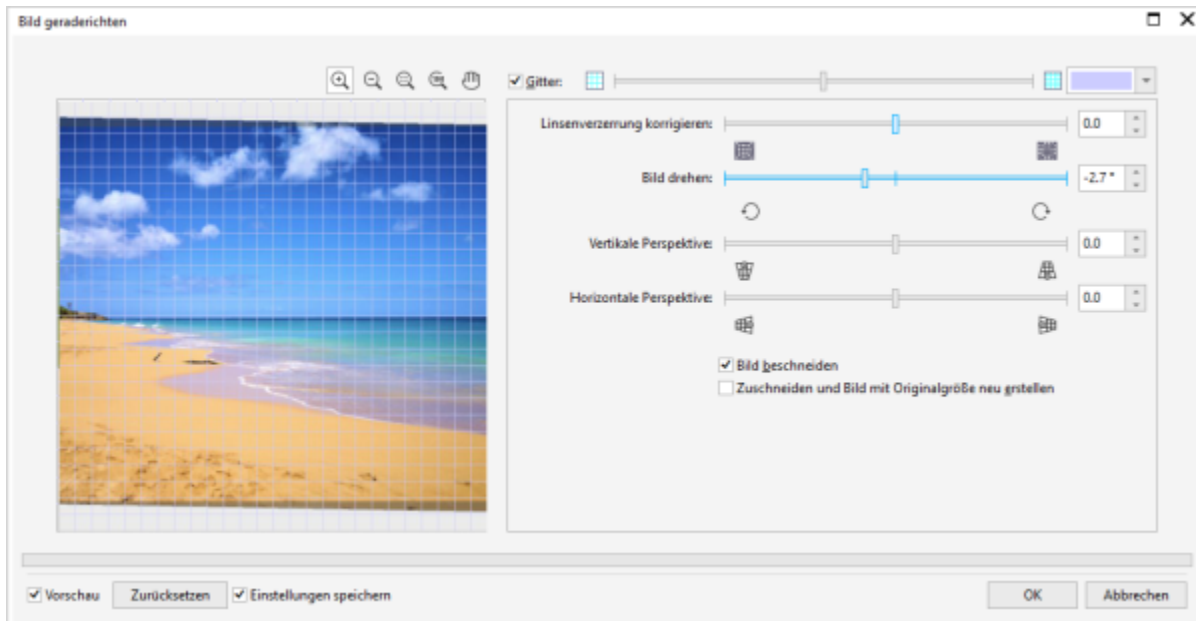 Bild geraderichten
Gitter:
Linsenverzerrung korrigieren: 0.0
Bild drehen: -2.7 °
Vertikale Perspektive: 0.0
Horizontale Perspektive: 0.0
Bild beschneiden
Zuschneiden und Bild mit Originalgröße neu erstellen
Vorschau Zurücksetzen Einstellungen speichern OK Abbrechen